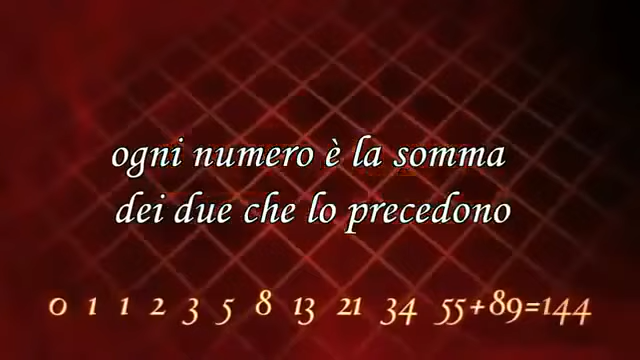 ogni numero è la somma
dei due che lo precedono
0 1 1 2 3 5 8 13 21 34 55+89=144